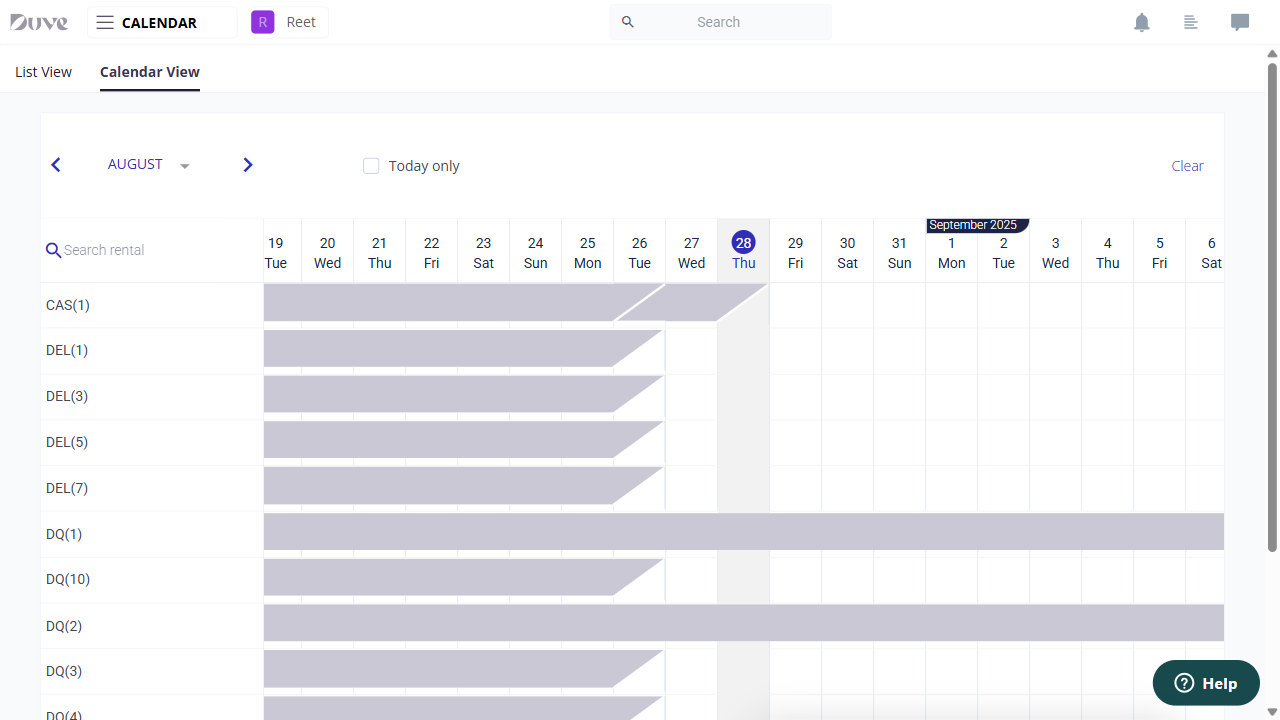 Duve
CALENDAR
R
Reet
Search
List View
Calendar View
AUGUST
Today only
Clear
September 2025
Search rental
19 20 21 22 23 24 25 26 27 28 29 30 31 1 2 3 4 5 6
Tue Wed Thu Fri Sat Sun Mon Tue Wed Thu Fri Sat Sun Mon Tue Wed Thu Fri Sat
CAS(1)
DEL(1)
DEL(3)
DEL(5)
DEL(7)
DQ(1)
DQ(10)
DQ(2)
DQ(3)
DQ(4)
Help